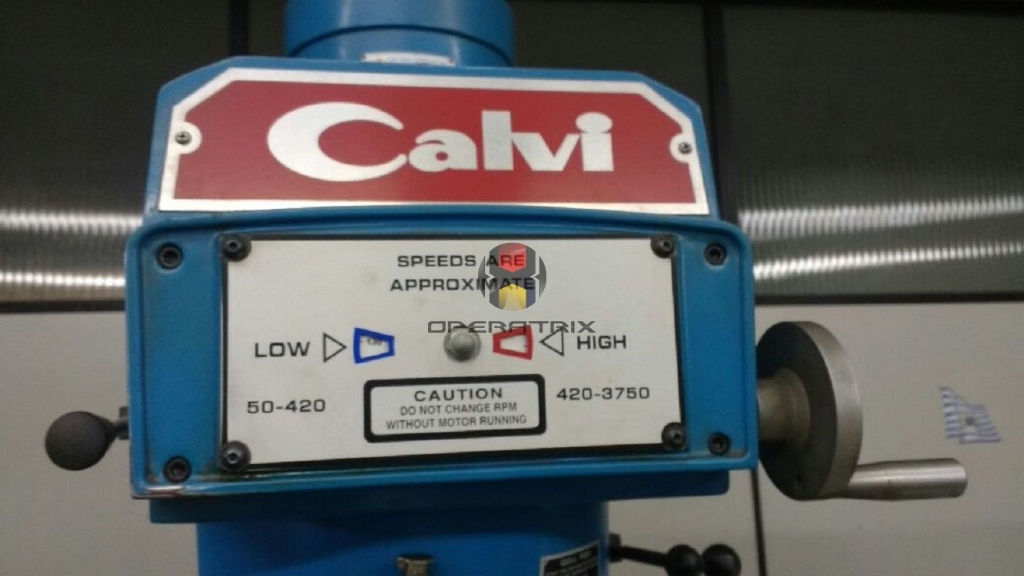 Calvi
SPEEDS ARE
APPROXIMATE
OPERATRIX
LOW
HIGH
50-420
420-3750
CAUTION
DO NOT CHANGE RPM
WITHOUT MOTOR RUNNING